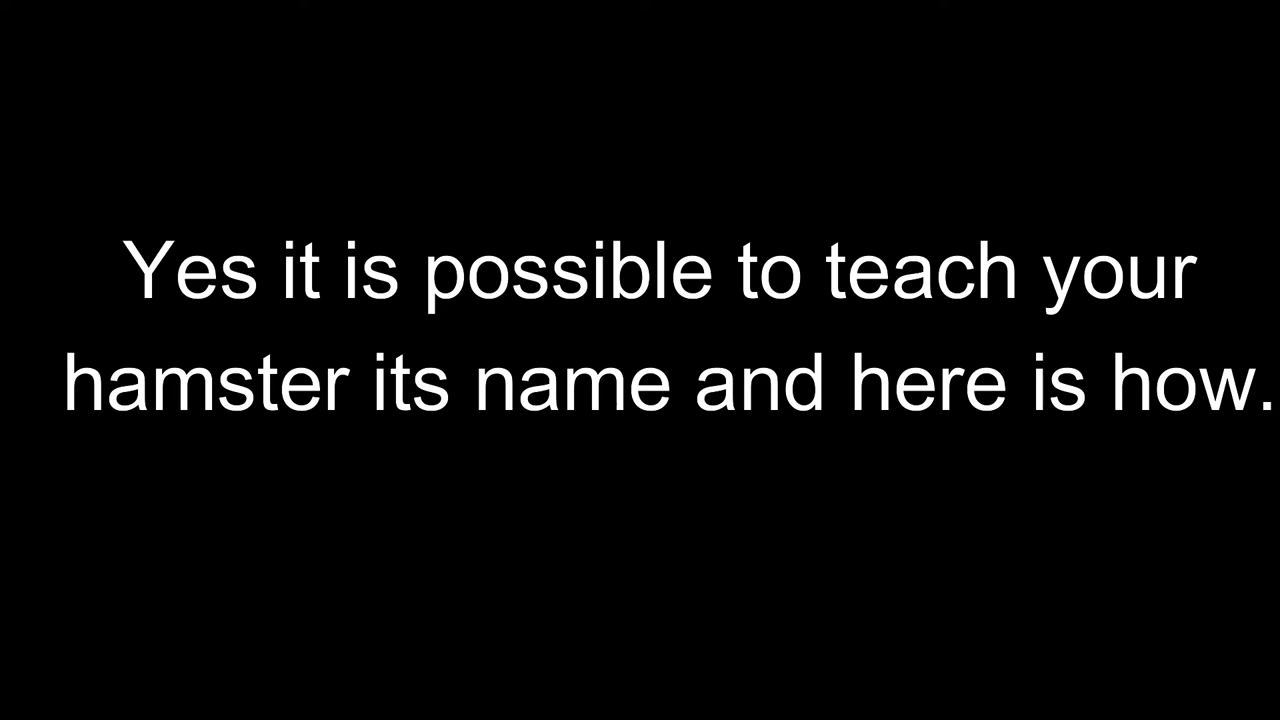 Yes it is possible to teach your
hamster its name and here is how.